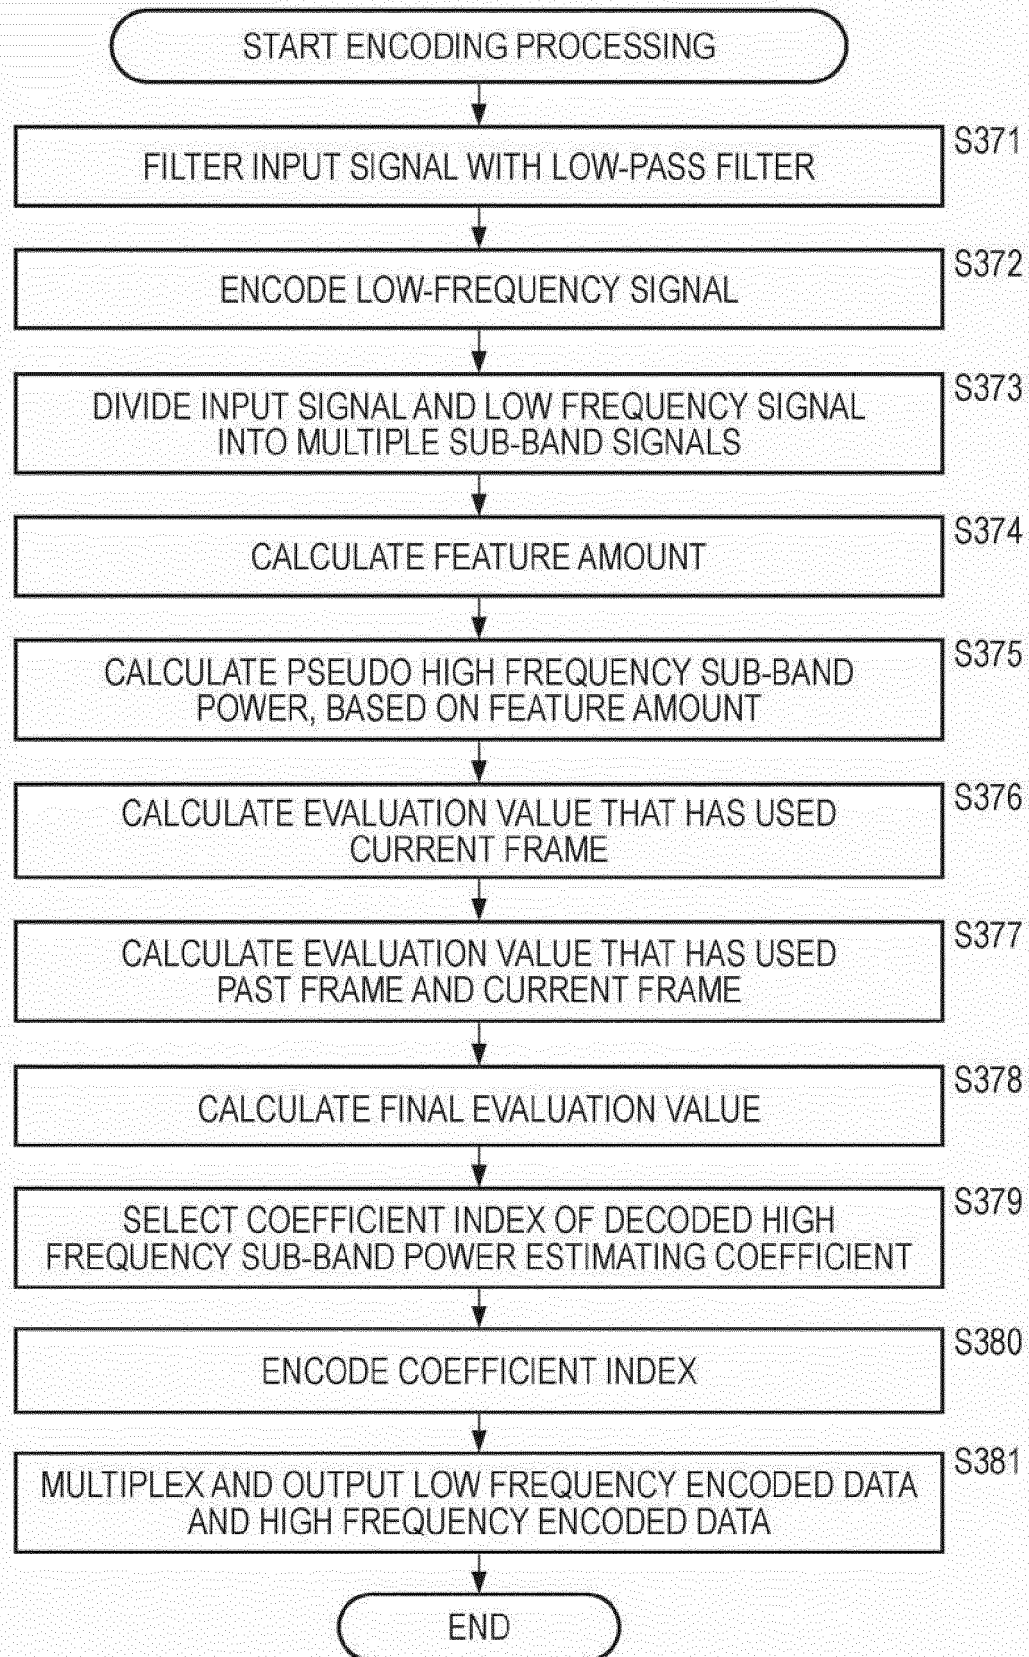 START ENCODING PROCESSING
S371
FILTER INPUT SIGNAL WITH LOW-PASS FILTER
S372
ENCODE LOW-FREQUENCY SIGNAL
S373
DIVIDE INPUT SIGNAL AND LOW FREQUENCY SIGNAL
INTO MULTIPLE SUB-BAND SIGNALS
S374
CALCULATE FEATURE AMOUNT
S375
CALCULATE PSEUDO HIGH FREQUENCY SUB-BAND
POWER, BASED ON FEATURE AMOUNT
S376
CALCULATE EVALUATION VALUE THAT HAS USED
CURRENT FRAME
S377
CALCULATE EVALUATION VALUE THAT HAS USED
PAST FRAME AND CURRENT FRAME
S378
CALCULATE FINAL EVALUATION VALUE
S379
SELECT COEFFICIENT INDEX OF DECODED HIGH
FREQUENCY SUB-BAND POWER ESTIMATING COEFFICIENT
S380
ENCODE COEFFICIENT INDEX
S381
MULTIPLEX AND OUTPUT LOW FREQUENCY ENCODED DATA
AND HIGH FREQUENCY ENCODED DATA
END